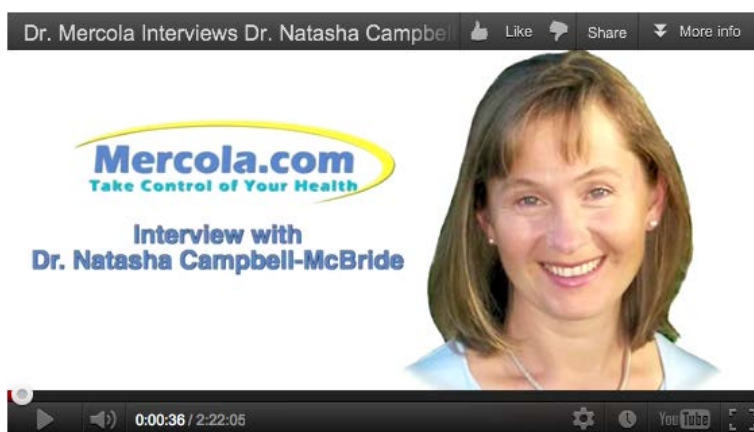 Dr. Mercola Interviews Dr. Natasha Campbell
Like
Share
More info
Mercola.com
Take Control of Your Health
Interview with
Dr. Natasha Campbell-McBride
0:00:36 / 2:22:05
YouTube